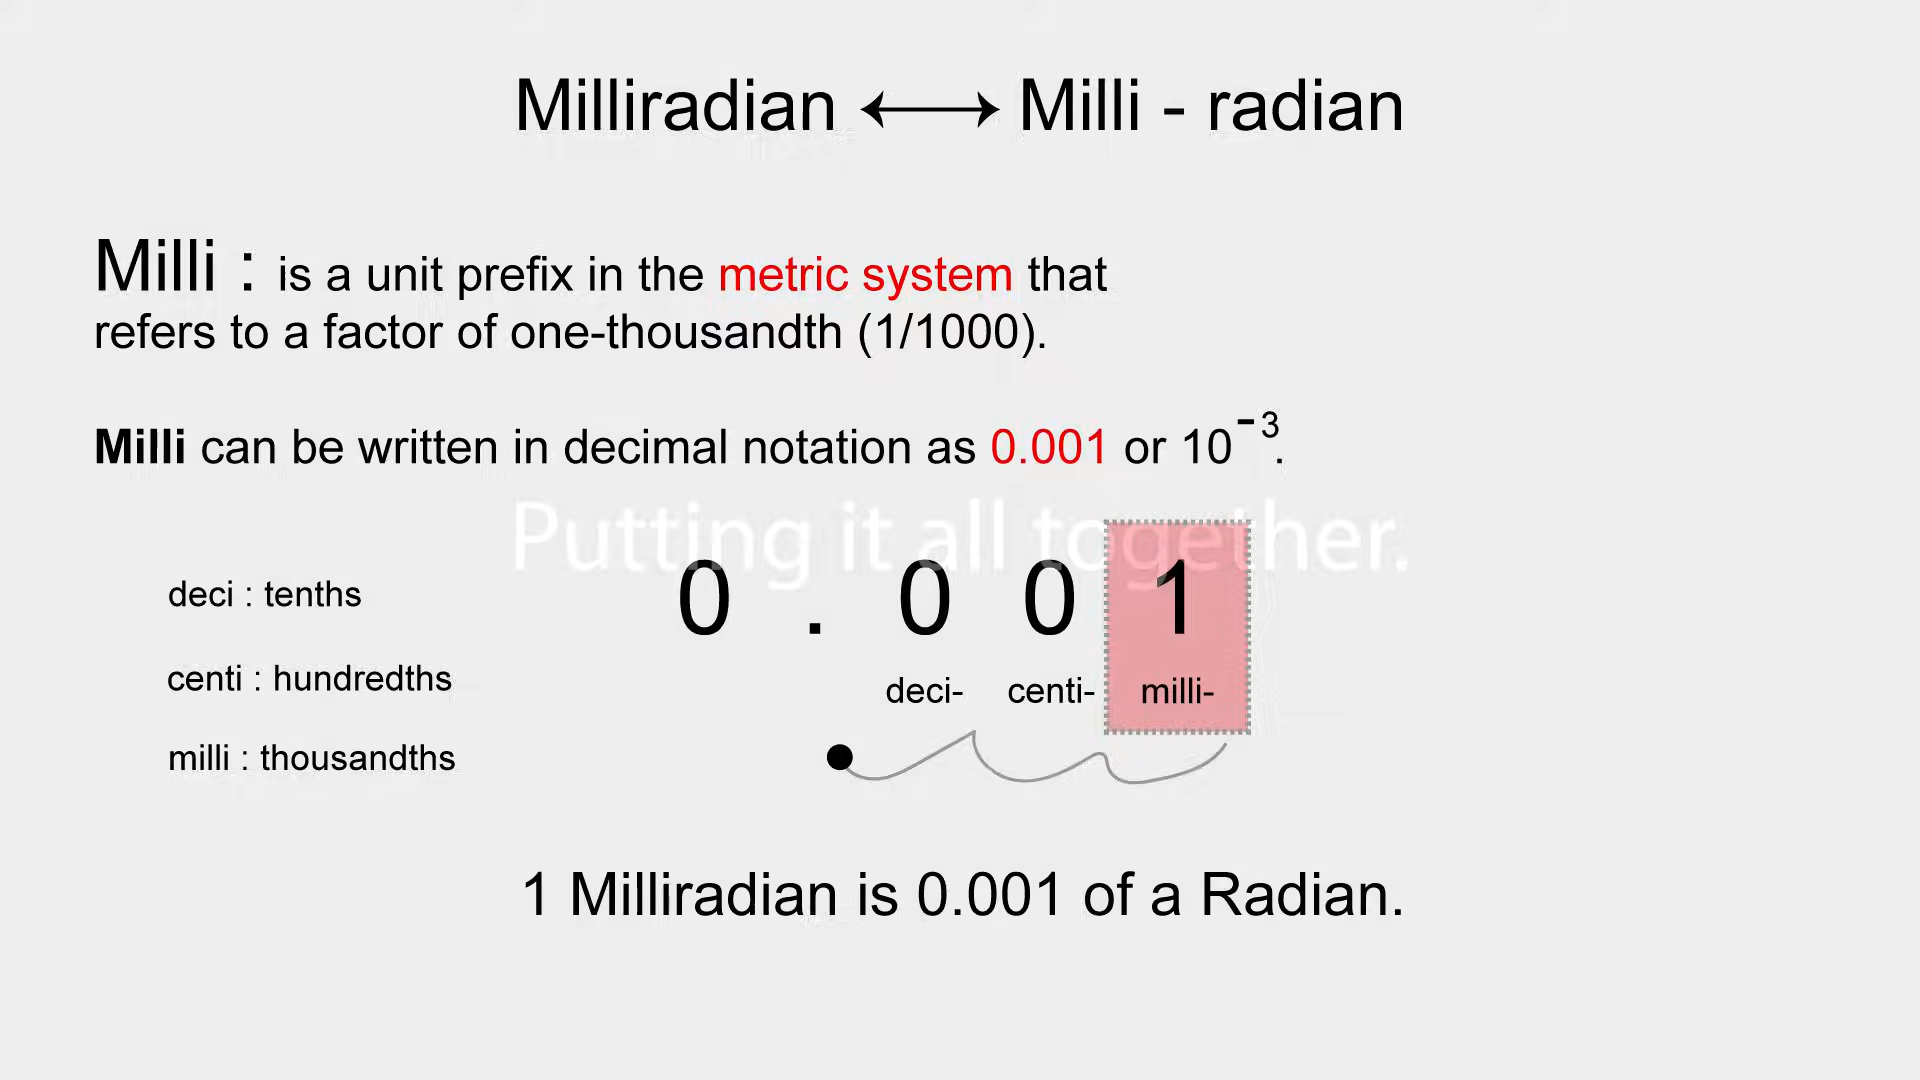 Milliradian ⟷ Milli - radian
Milli : is a unit prefix in the metric system that
refers to a factor of one-thousandth (1/1000).
Milli can be written in decimal notation as 0.001 or 10⁻³.
Putting it all together.
deci : tenths
centi : hundredths
milli : thousandths
0 . 0 0 1
deci- centi- milli-
1 Milliradian is 0.001 of a Radian.